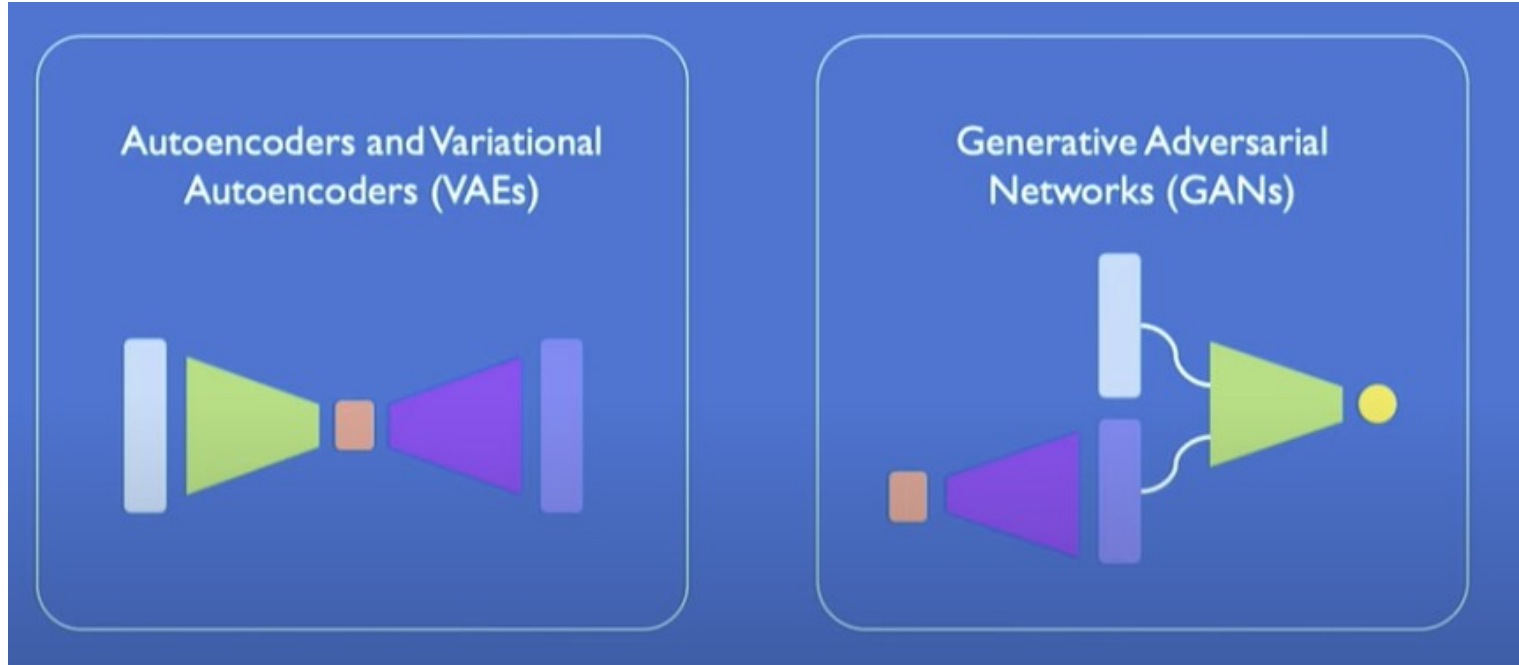 Autoencoders and Variational
Autoencoders (VAEs)
Generative Adversarial
Networks (GANs)